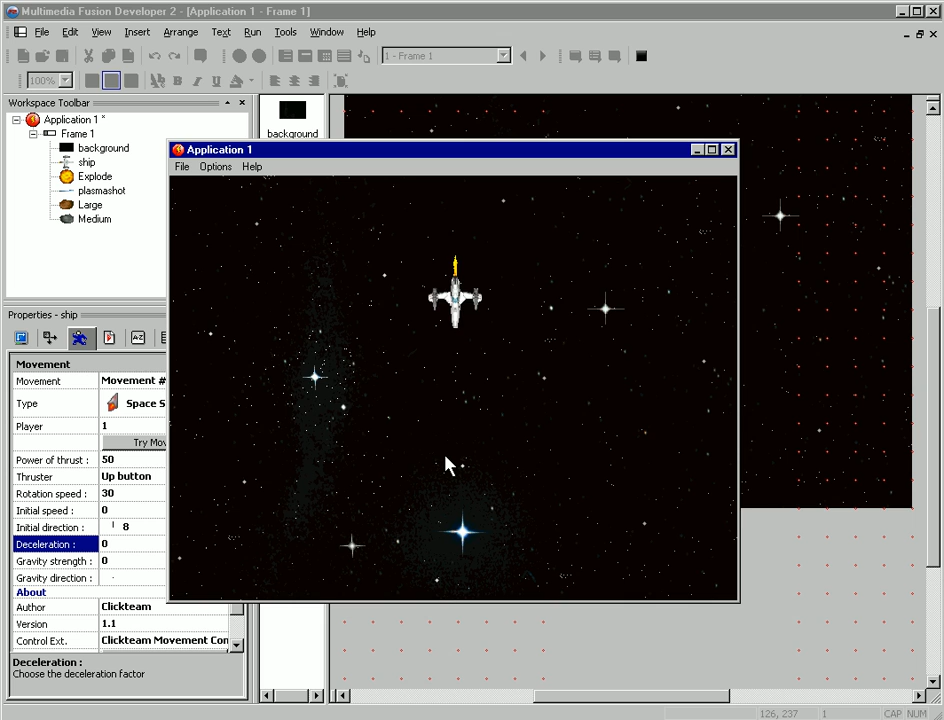 Multimedia Fusion Developer 2 - [Application 1 - Frame 1]
File Edit View Insert Arrange Text Run Tools Window Help
1 - Frame 1
100%
B I U A
Workspace Toolbar
Application 1 *
Frame 1
background
ship
Explode
plasmashot
Large
Medium
background
Application 1
File Options Help
Properties - ship
A-Z
Movement
Movement Movement #
Type Space S
Player 1
Try Mov
Power of thrust : 50
Thruster Up button
Rotation speed : 30
Initial speed : 0
Initial direction : 8
Deceleration : 0
Gravity strength : 0
Gravity direction :
About
Author Clickteam
Version 1.1
Control Ext. Clickteam Movement Con
Deceleration :
Choose the deceleration factor
126, 237 1 CAP NUM